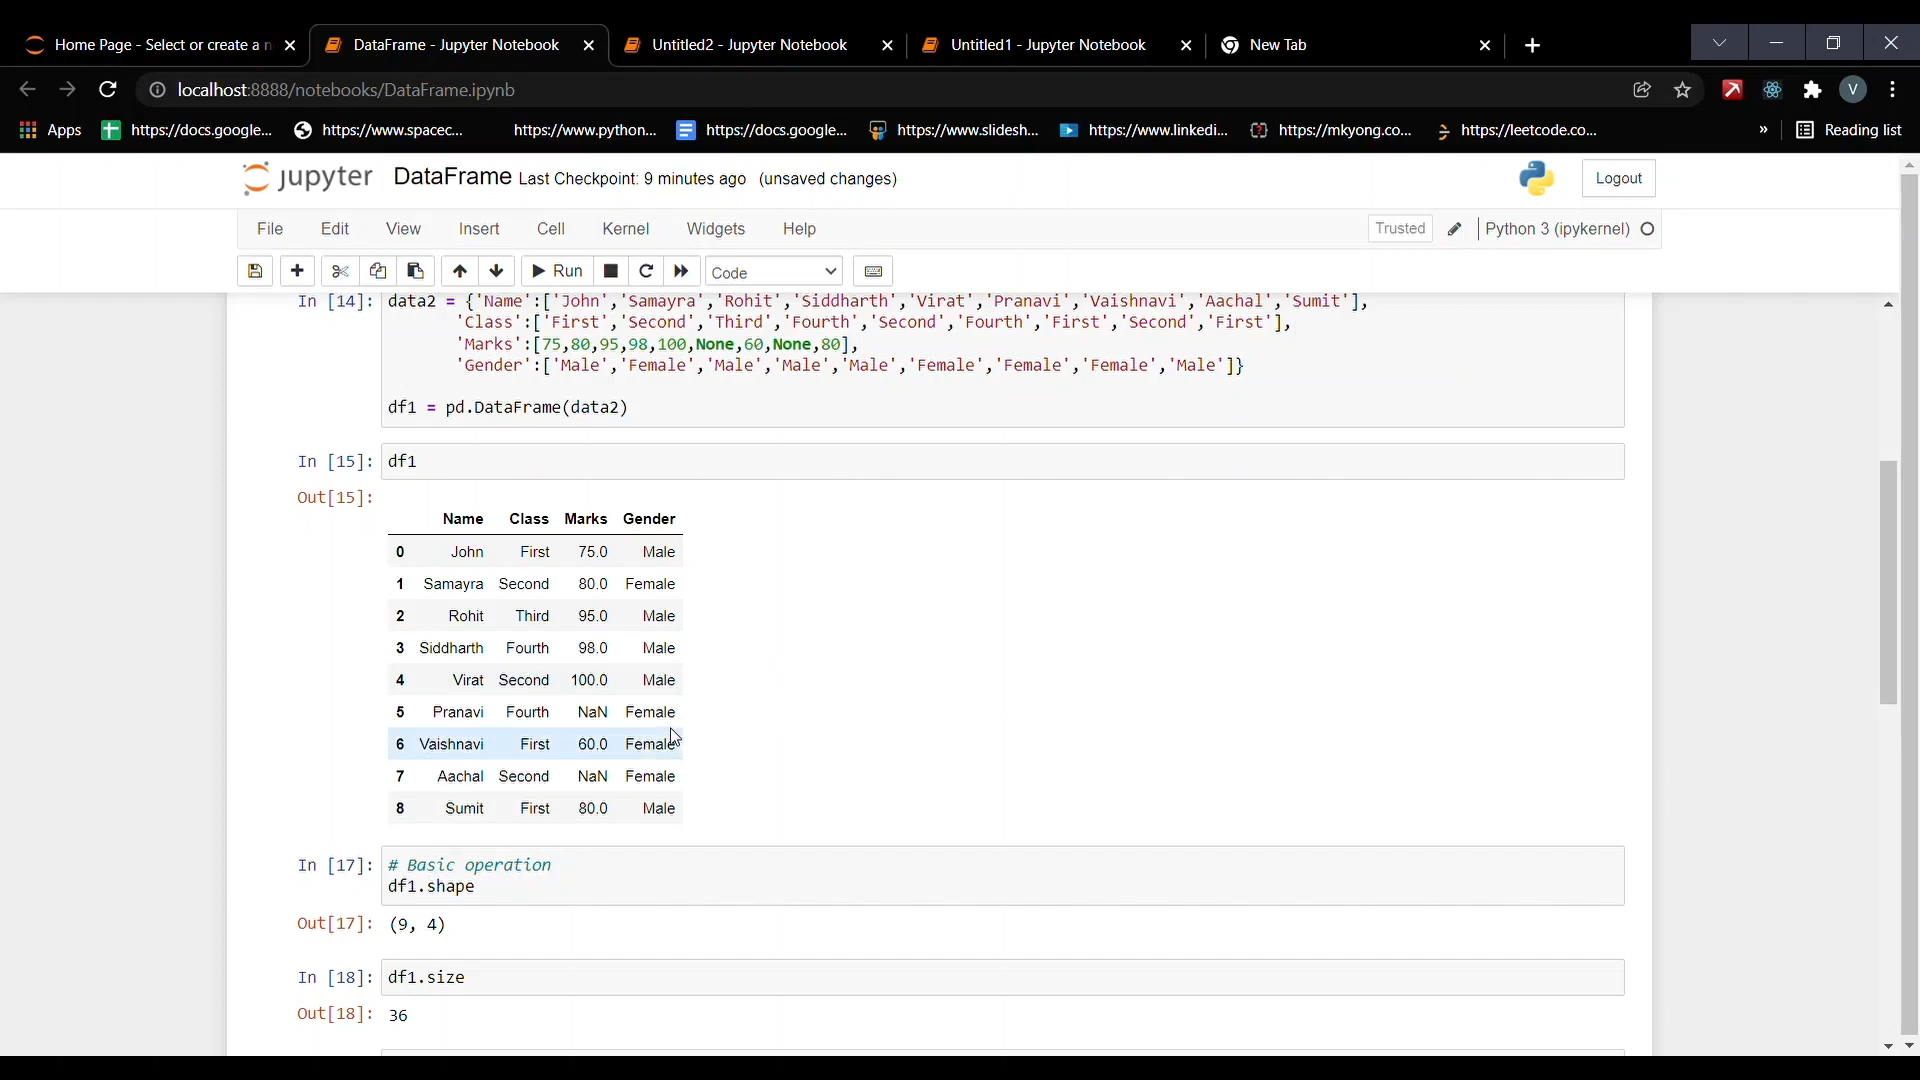 Home Page - Select or create a n
DataFrame - Jupyter Notebook
Untitled2 - Jupyter Notebook
Untitled1 - Jupyter Notebook
New Tab
localhost:8888/notebooks/DataFrame.ipynb
V
Apps
https://docs.google...
https://www.spacec...
https://www.python...
https://docs.google...
https://www.slidesh...
https://www.linkedi...
https://mkyong.co...
https://leetcode.co...
»
Reading list
jupyter DataFrame Last Checkpoint: 9 minutes ago (unsaved changes)
Logout
File Edit View Insert Cell Kernel Widgets Help
Trusted
Python 3 (ipykernel)
Run
Code
In [14]: data2 = {'Name':['John','Samayra','Rohit','Siddharth','Virat','Pranavi','Vaishnavi','Aachal','Sumit'],
'Class':['First','Second','Third','Fourth','Second','Fourth','First','Second','First'],
'Marks':[75,80,95,98,100,None,60,None,80],
'Gender':['Male','Female','Male','Male','Male','Female','Female','Female','Male']}
df1 = pd.DataFrame(data2)
In [15]: df1
Out[15]:
Name Class Marks Gender
0 John First 75.0 Male
1 Samayra Second 80.0 Female
2 Rohit Third 95.0 Male
3 Siddharth Fourth 98.0 Male
4 Virat Second 100.0 Male
5 Pranavi Fourth NaN Female
6 Vaishnavi First 60.0 Female
7 Aachal Second NaN Female
8 Sumit First 80.0 Male
In [17]: # Basic operation
df1.shape
Out[17]: (9, 4)
In [18]: df1.size
Out[18]: 36